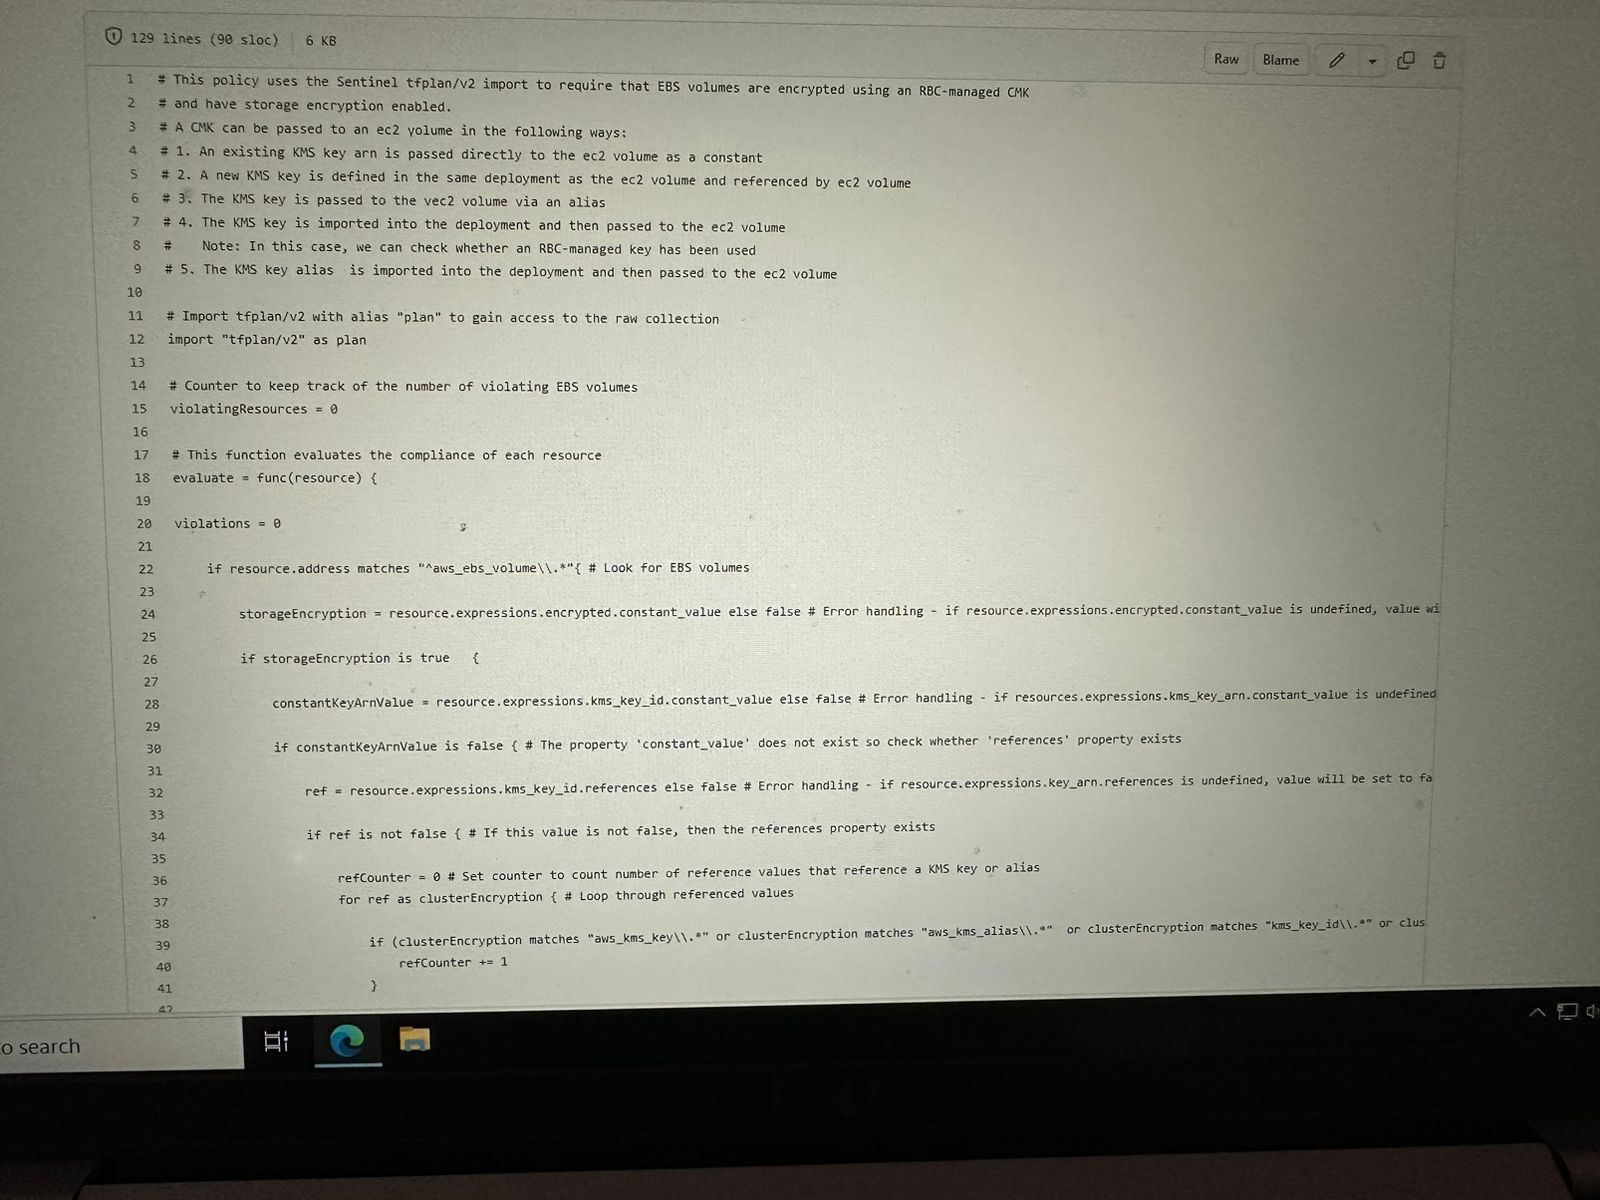 129 lines (90 sloc) 6 KB
Raw Blame
1 # This policy uses the Sentinel tfplan/v2 import to require that EBS volumes are encrypted using an RBC-managed CMK
2 # and have storage encryption enabled.
3 # A CMK can be passed to an ec2 volume in the following ways:
4 # 1. An existing KMS key arn is passed directly to the ec2 volume as a constant
5 # 2. A new KMS key is defined in the same deployment as the ec2 volume and referenced by ec2 volume
6 # 3. The KMS key is passed to the vec2 volume via an alias
7 # 4. The KMS key is imported into the deployment and then passed to the ec2 volume
8 #    Note: In this case, we can check whether an RBC-managed key has been used
9 # 5. The KMS key alias  is imported into the deployment and then passed to the ec2 volume
10
11 # Import tfplan/v2 with alias "plan" to gain access to the raw collection
12 import "tfplan/v2" as plan
13
14 # Counter to keep track of the number of violating EBS volumes
15 violatingResources = 0
16
17 # This function evaluates the compliance of each resource
18 evaluate = func(resource) {
19
20 violations = 0
21
22     if resource.address matches "^aws_ebs_volume\\.*"{ # Look for EBS volumes
23
24         storageEncryption = resource.expressions.encrypted.constant_value else false # Error handling - if resource.expressions.encrypted.constant_value is undefined, value wi
25
26         if storageEncryption is true   {
27
28             constantKeyArnValue = resource.expressions.kms_key_id.constant_value else false # Error handling - if resources.expressions.kms_key_arn.constant_value is undefined
29
30             if constantKeyArnValue is false { # The property 'constant_value' does not exist so check whether 'references' property exists
31
32                 ref = resource.expressions.kms_key_id.references else false # Error handling - if resource.expressions.key_arn.references is undefined, value will be set to fa
33
34                 if ref is not false { # If this value is not false, then the references property exists
35
36                     refCounter = 0 # Set counter to count number of reference values that reference a KMS key or alias
37                     for ref as clusterEncryption { # Loop through referenced values
38
39                         if (clusterEncryption matches "aws_kms_key\\.*" or clusterEncryption matches "aws_kms_alias\\.*"  or clusterEncryption matches "kms_key_id\\.*" or clus
40                             refCounter += 1
41                         }
42
o search